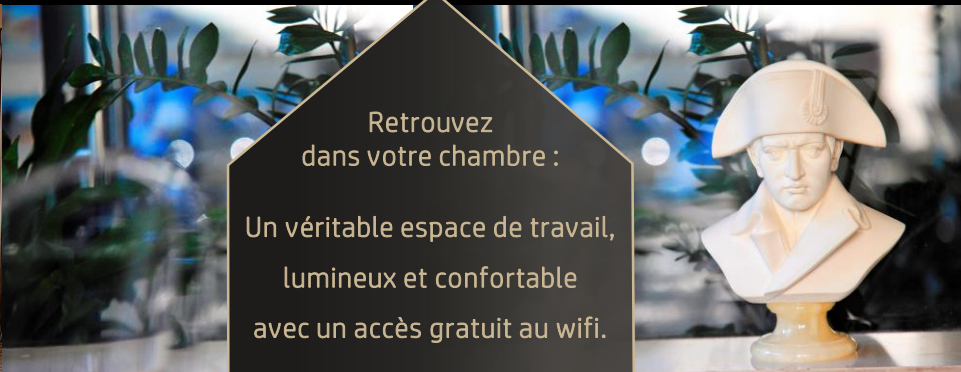 Retrouvez
dans votre chambre :
Un véritable espace de travail,
lumineux et confortable
avec un accès gratuit au wifi.